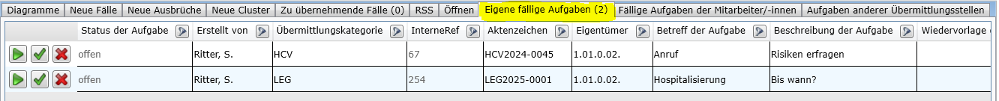 Diagramme Neue Fälle Neue Ausbrüche Neue Cluster Zu übernehmende Fälle (0) RSS Öffnen Eigene fällige Aufgaben (2) Fällige Aufgaben der Mitarbeiter/-innen Aufgaben anderer Übermittlungsstellen
Status der Aufgabe Erstellt von Übermittlungskategorie InterneRef Aktenzeichen Eigentümer Betreff der Aufgabe Beschreibung der Aufgabe Wiedervorlage
offen Ritter, S. HCV 67 HCV2024-0045 1.01.0.02. Anruf Risiken erfragen
offen Ritter, S. LEG 254 LEG2025-0001 1.01.0.02. Hospitalisierung Bis wann?